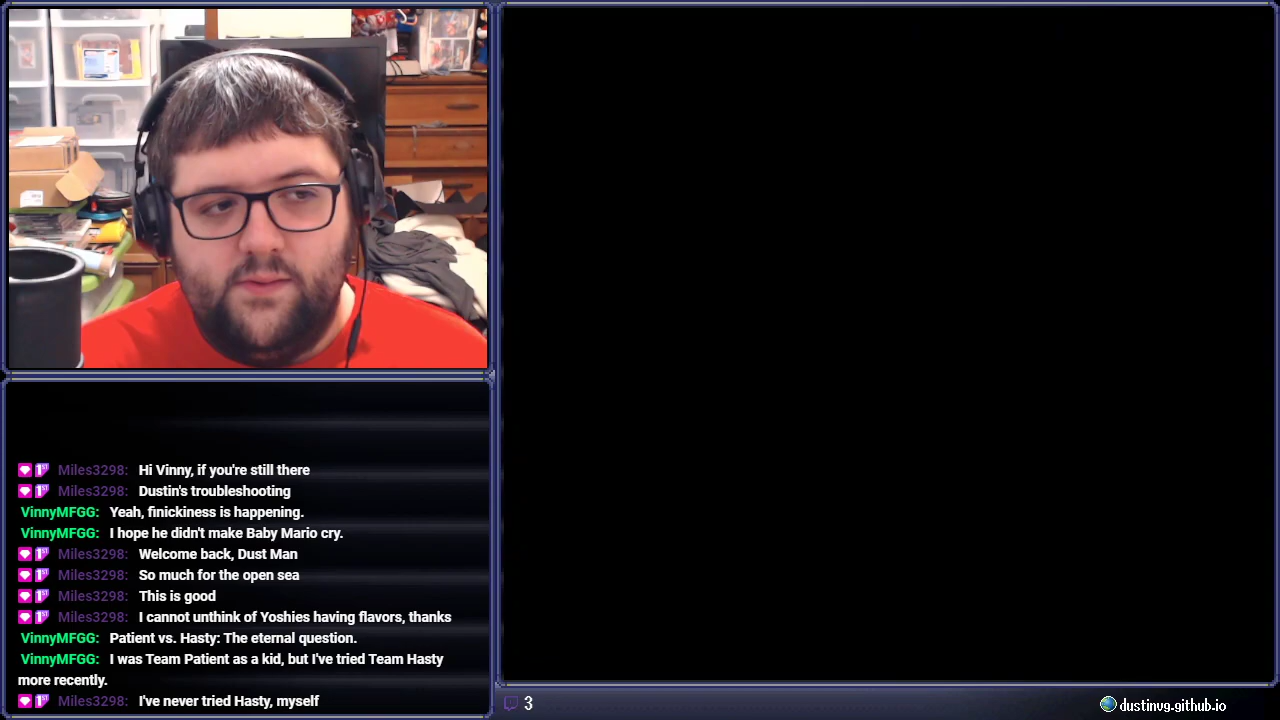 Miles3298: Hi Vinny, if you're still there
Miles3298: Dustin's troubleshooting
VinnyMFGG: Yeah, finickiness is happening.
VinnyMFGG: I hope he didn't make Baby Mario cry.
Miles3298: Welcome back, Dust Man
Miles3298: So much for the open sea
Miles3298: This is good
Miles3298: I cannot unthink of Yoshies having flavors, thanks
VinnyMFGG: Patient vs. Hasty: The eternal question.
VinnyMFGG: I was Team Patient as a kid, but I've tried Team Hasty
more recently.
Miles3298: I've never tried Hasty, myself
3
dustinvg.github.io